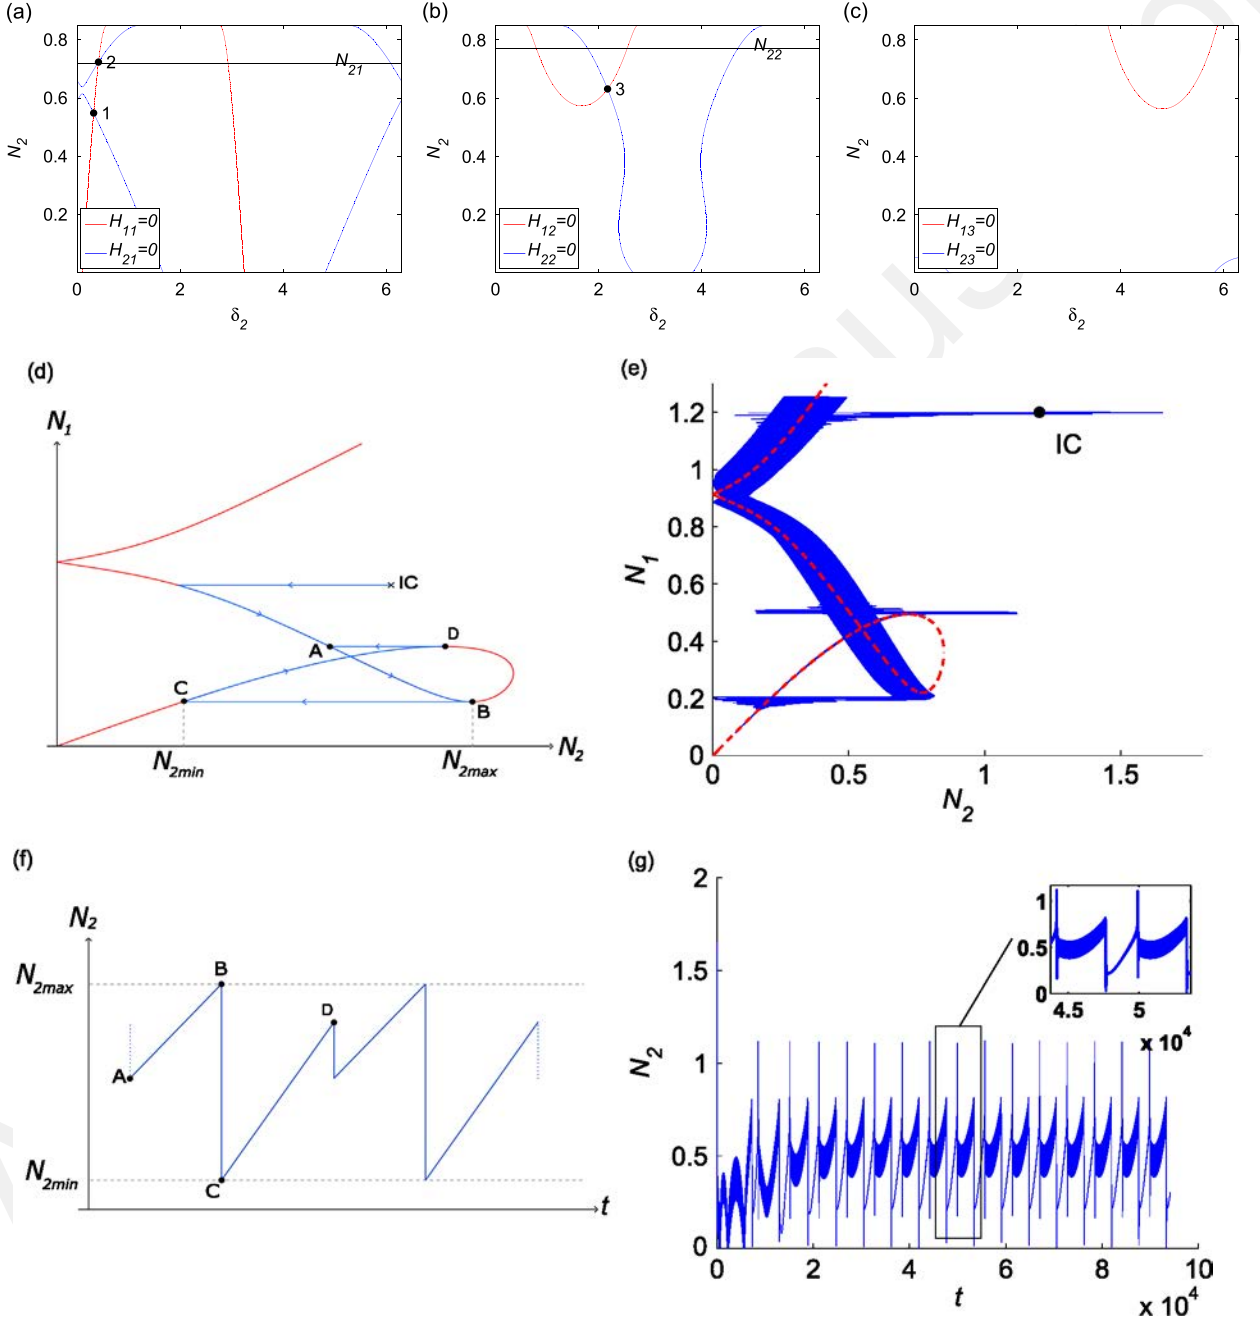 (a)
0.8
0.6
0.4
0.2
N2
2
1
N21
H11=0
H21=0
0
2
4
6
δ2
(b)
0.8
0.6
0.4
0.2
N2
N22
3
H12=0
H22=0
0
2
4
6
δ2
(c)
0.8
0.6
0.4
0.2
N2
H13=0
H23=0
0
2
4
6
δ2
(d)
N1
IC
A
D
C
B
N2min
N2max
N2
(e)
1.2
1
0.8
0.6
0.4
0.2
0
N1
IC
0
0.5
1
1.5
N2
(f)
N2
N2max
B
D
A
N2min
C
t
(g)
2
1.5
1
0.5
0
N2
1
0.5
0
4.5
5
x 10^4
0
2
4
6
8
10
t
x 10^4